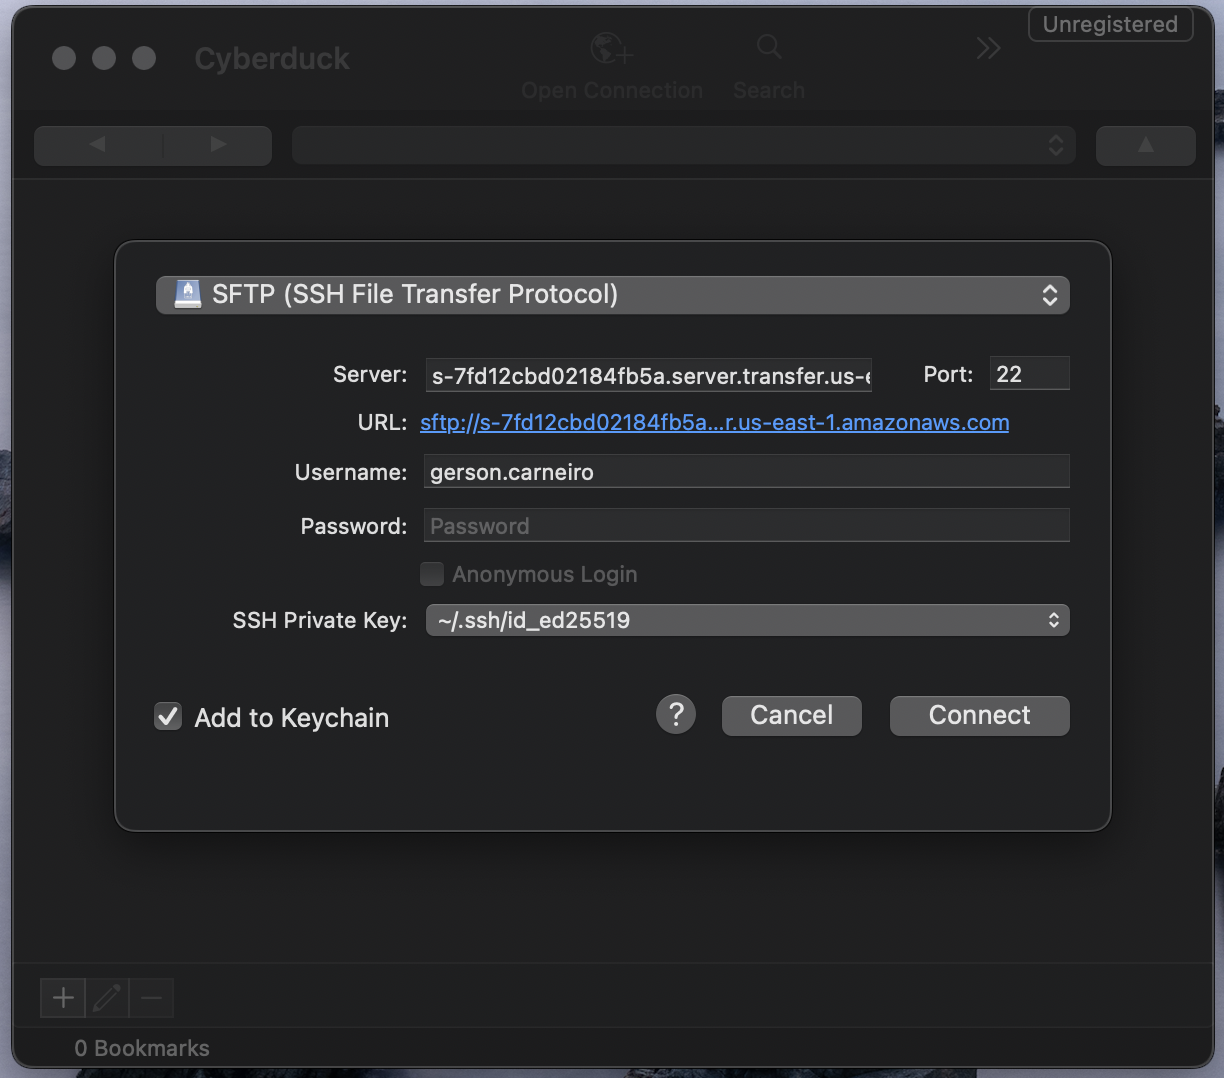 Unregistered
Cyberduck
Open Connection
Search
SFTP (SSH File Transfer Protocol)
Server: s-7fd12cbd02184fb5a.server.transfer.us-e Port: 22
URL: sftp://s-7fd12cbd02184fb5a...r.us-east-1.amazonaws.com
Username: gerson.carneiro
Password: Password
Anonymous Login
SSH Private Key: ~/.ssh/id_ed25519
Add to Keychain ? Cancel Connect
0 Bookmarks